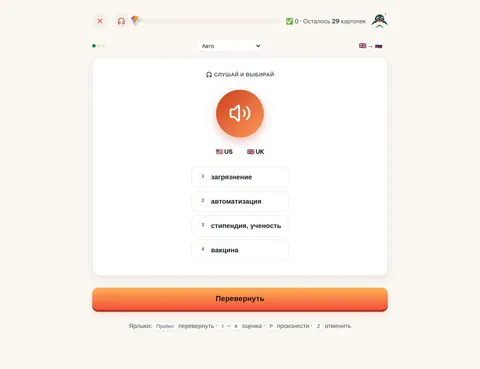 ✅ 0 · Осталось 29 карточек
Авто
🇬🇧 → 🇷🇺
🎧 СЛУШАЙ И ВЫБИРАЙ
🇺🇸 US 🇬🇧 UK
1 загрязнение
2 автоматизация
3 стипендия, ученость
4 вакцина
Перевернуть
Ярлыки: Пробел перевернуть · 1 – 4 оценка · P произнести · Z отменить